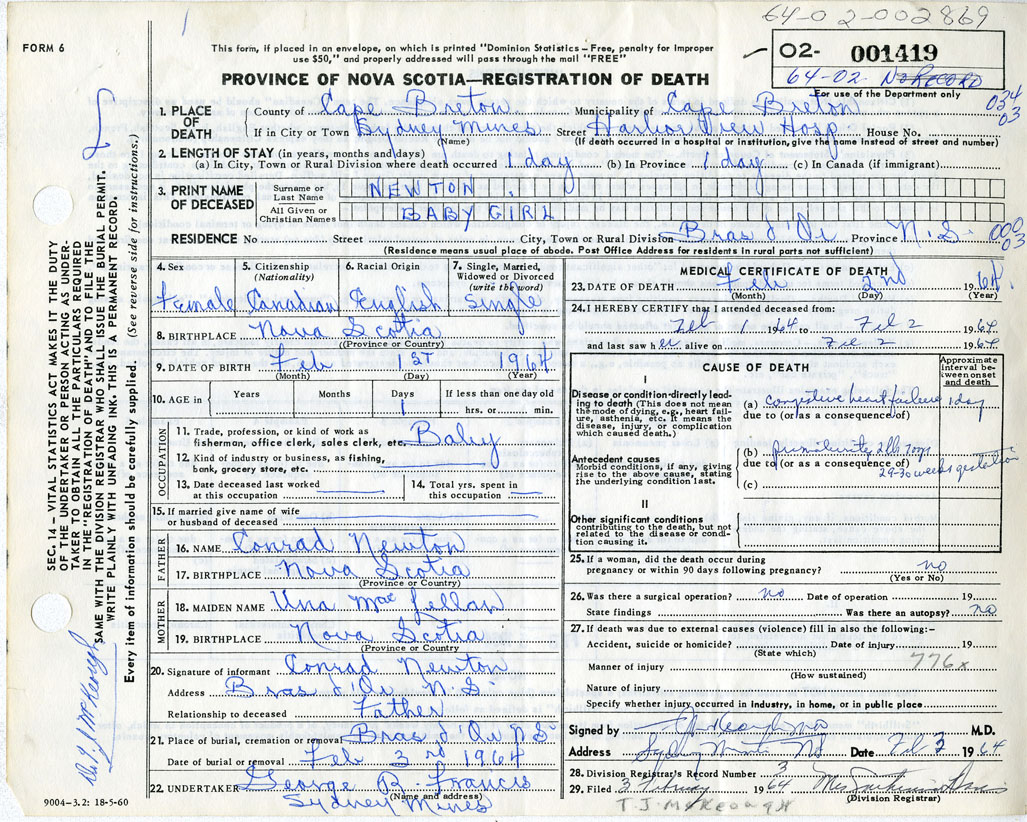 64-02-002869
FORM 6
This form, if placed in an envelope, on which is printed "Dominion Statistics – Free, penalty for improper
use $50," and properly addressed will pass through the mail "FREE"
02- 001419
64-02- No RECORD
For use of the Department only
PROVINCE OF NOVA SCOTIA—REGISTRATION OF DEATH
034
03
1. PLACE OF DEATH
County of Cape Breton Municipality of Cape Breton
If in City or Town Sydney Mines Street Harbor View Hosp. House No.
(Name) (If death occurred in a hospital or institution, give the name instead of street and number)
2. LENGTH OF STAY (in years, months and days)
(a) In City, Town or Rural Division where death occurred 1 day (b) In Province 1 day (c) In Canada (if immigrant)
3. PRINT NAME OF DECEASED
Surname or Last Name NEWTON
All Given or Christian Names BABY GIRL
RESIDENCE No Street City, Town or Rural Division Bras d'Or Province N.S. 000
03
(Residence means usual place of abode. Post Office Address for residents in rural parts not sufficient)
4. Sex
Female
5. Citizenship (Nationality)
Canadian
6. Racial Origin
English
7. Single, Married, Widowed or Divorced (write the word)
Single
8. BIRTHPLACE Nova Scotia
(Province or Country)
9. DATE OF BIRTH Feb 1st 1964
(Month) (Day) (Year)
10. AGE in Years Months Days If less than one day old
1 hrs. or min.
OCCUPATION
11. Trade, profession, or kind of work as
fisherman, office clerk, sales clerk, etc. Baby
12. Kind of industry or business, as fishing,
bank, grocery store, etc.
13. Date deceased last worked
at this occupation
14. Total yrs. spent in
this occupation
15. If married give name of wife
or husband of deceased
FATHER
16. NAME Conrad Newton
17. BIRTHPLACE Nova Scotia
(Province or Country)
MOTHER
18. MAIDEN NAME Una Mac Lellan
19. BIRTHPLACE Nova Scotia
(Province or Country
20. Signature of informant Conrad Newton
Address Bras d'Or N.S.
Relationship to deceased Father
21. Place of burial, cremation or removal Bras d'Or N.S.
Date of burial or removal Feb 3rd 1964
22. UNDERTAKER George R. Francis
(Name and address)
Sydney Mines
9004-3.2: 18-5-60
MEDICAL CERTIFICATE OF DEATH
23. DATE OF DEATH Feb 2nd 1964
(Month) (Day) (Year)
24. I HEREBY CERTIFY that I attended deceased from:
Feb 1 1964 to Feb 2 1964
and last saw her alive on Feb 2 1964
CAUSE OF DEATH
Approximate interval between onset and death
I
Disease or condition directly leading to death (This does not mean the mode of dying, e.g., heart failure, asthenia, etc. It means the disease, injury, or complication which caused death.)
(a) congestive heart failure 1 day
due to (or as a consequence of)
Antecedent causes
Morbid conditions, if any, giving rise to the above cause, stating the underlying condition last.
(b) prematurity 2 lbs
due to (or as a consequence of) 29-30 weeks gestation
(c)
II
Other significant conditions
contributing to the death, but not related to the disease or condition causing it.
25. If a woman, did the death occur during
pregnancy or within 90 days following pregnancy? no
(Yes or No)
26. Was there a surgical operation? no Date of operation 19
State findings Was there an autopsy? no
27. If death was due to external causes (violence) fill in also the following:–
Accident, suicide or homicide? Date of injury 19
(State which)
776x
Manner of injury
(How sustained)
Nature of injury
Specify whether injury occurred in industry, in home, or in public place
Signed by M.D.
Address Sydney Mines NS Date Feb 3 1964
28. Division Registrar's Record Number 3
29. Filed 3 February 1964
(Division Registrar)
T. J. McKEOUGH
SEC. 14 – VITAL STATISTICS ACT MAKES IT THE DUTY
OF THE UNDERTAKER OR PERSON ACTING AS UNDER-
TAKER TO OBTAIN ALL THE PARTICULARS REQUIRED
IN THE "REGISTRATION OF DEATH" AND TO FILE THE
SAME WITH THE DIVISION REGISTRAR WHO SHALL ISSUE THE BURIAL PERMIT.
WRITE PLAINLY WITH UNFADING INK. THIS IS A PERMANENT RECORD.
Every item of information should be carefully supplied. (See reverse side for instructions.)
Dr. T. J. McKeough